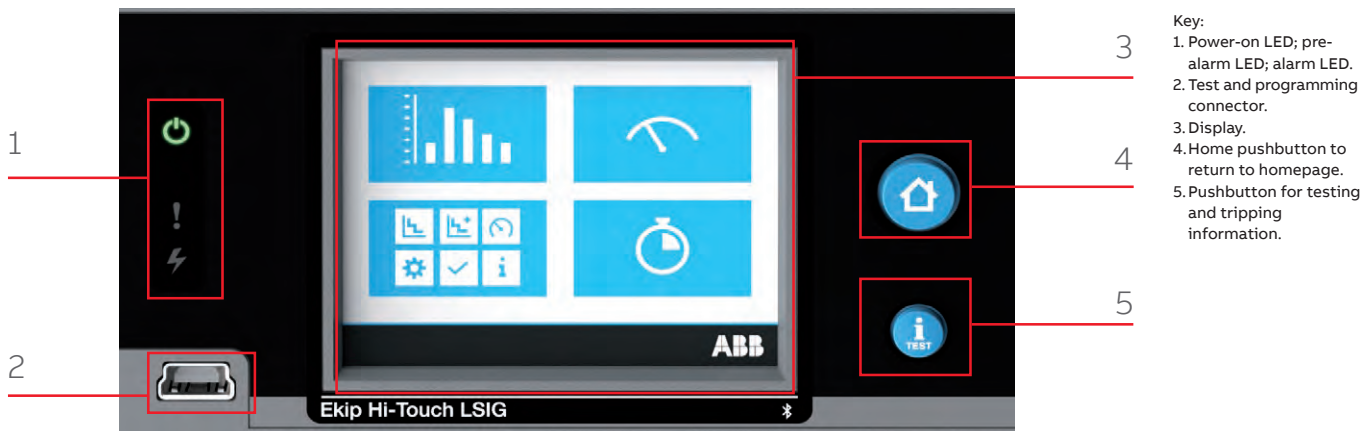 1
2
3
4
5
i
i
TEST
ABB
Ekip Hi-Touch LSIG
Key:
1. Power-on LED; pre-
alarm LED; alarm LED.
2. Test and programming
connector.
3. Display.
4. Home pushbutton to
return to homepage.
5. Pushbutton for testing
and tripping
information.